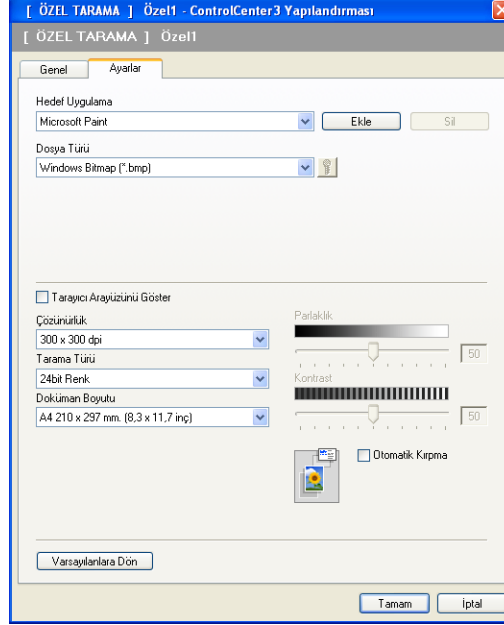 [ ÖZEL TARAMA ] Özel1 - ControlCenter3 Yapılandırması
[ ÖZEL TARAMA ] Özel1
Genel Ayarlar
Hedef Uygulama
Microsoft Paint Ekle Sil
Dosya Türü
Windows Bitmap (*.bmp)
Tarayıcı Arayüzünü Göster
Çözünürlük
300 x 300 dpi
Tarama Türü
24bit Renk
Doküman Boyutu
A4 210 x 297 mm. (8,3 x 11,7 inç)
Parlaklık
50
Kontrast
50
Otomatik Kırpma
Varsayılanlara Dön
Tamam İptal